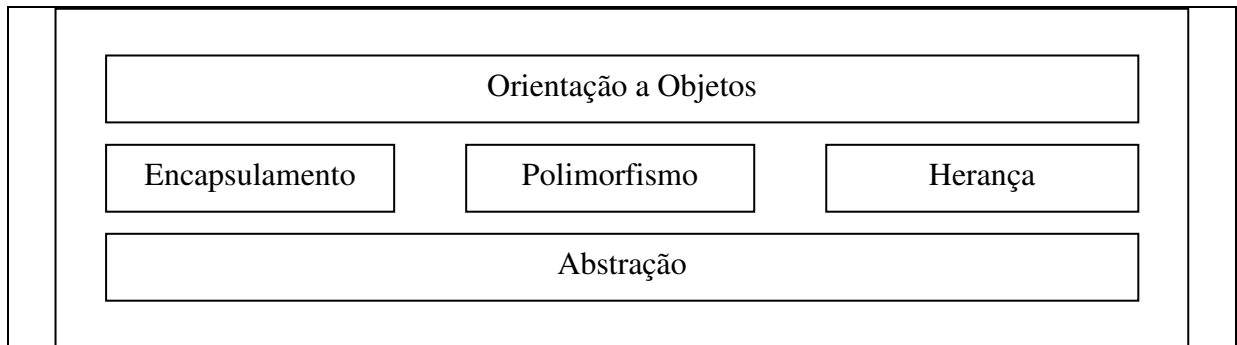 Orientação a Objetos
Encapsulamento Polimorfismo Herança
Abstração